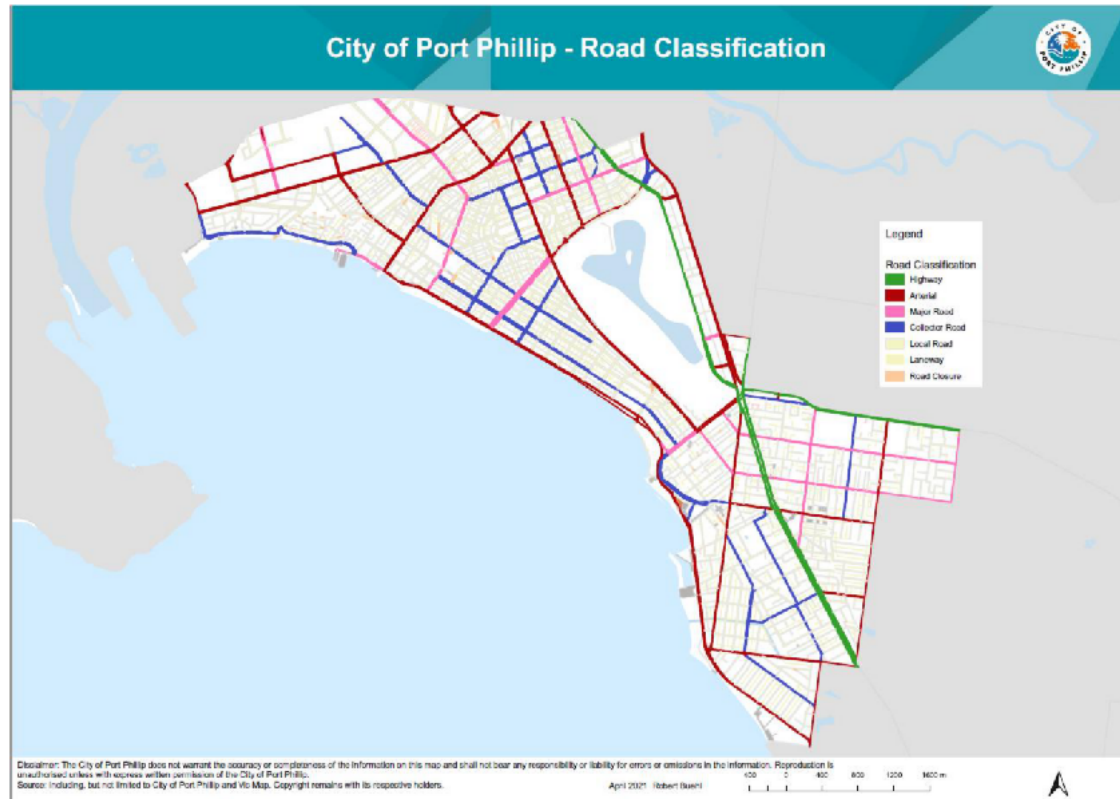 City of Port Phillip - Road Classification
CITY OF
PORT PHILLIP
Legend
Road Classification
Highway
Arterial
Major Road
Collector Road
Local Road
Laneway
Road Closure
Disclaimer: The City of Port Phillip does not warrant the accuracy or completeness of the information on this map and shall not bear any responsibility or liability for errors or omissions in the information. Reproduction is
unauthorised unless with express written permission of the City of Port Phillip.
Source: Including, but not limited to City of Port Phillip and Vic Map. Copyright remains with its respective holders.
April 2021 Robert Buehl
400 0 400 800 1200 1600 m